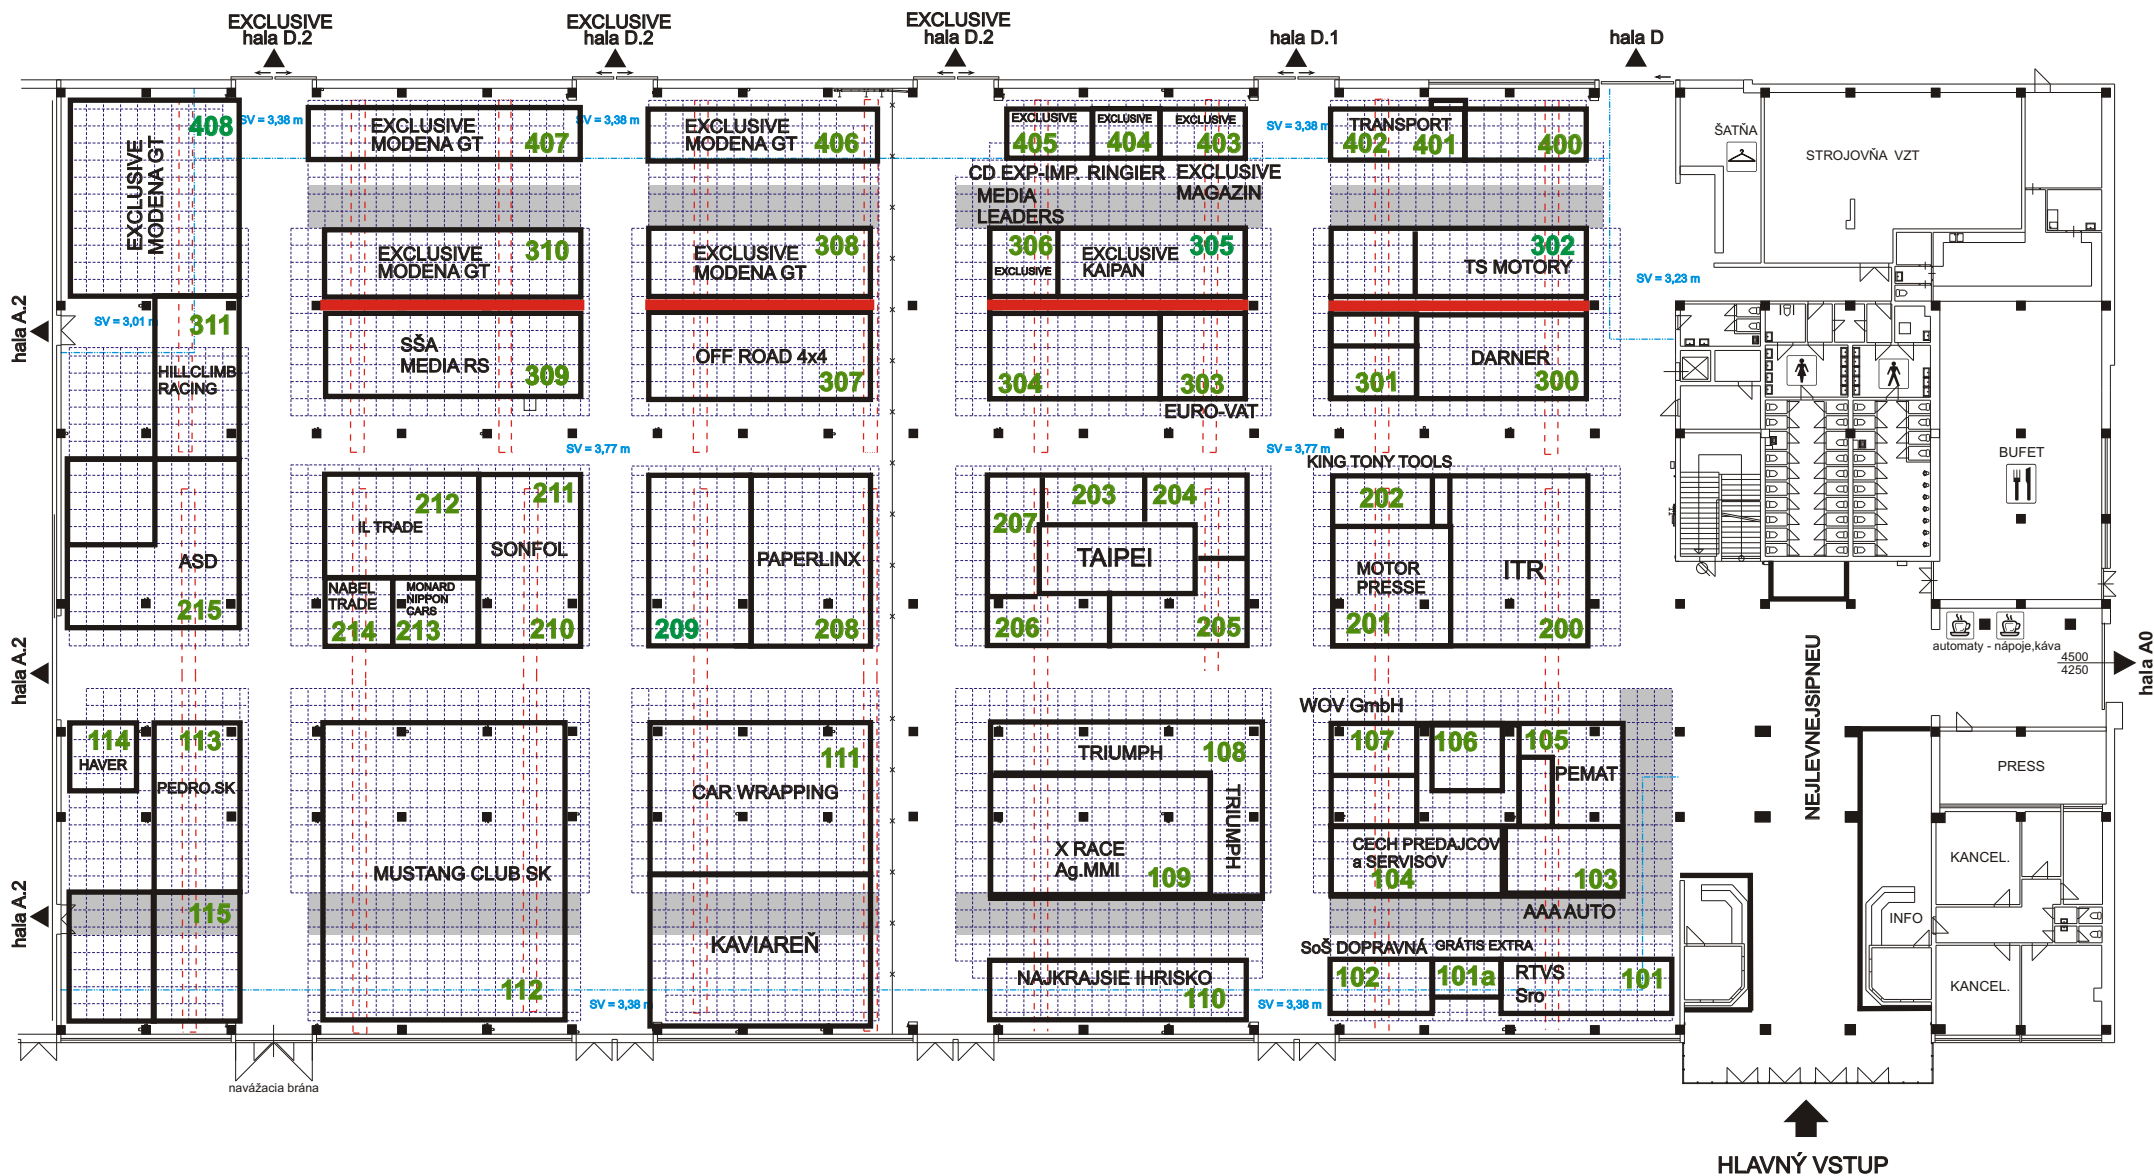 EXCLUSIVE
hala D.2
EXCLUSIVE
hala D.2
EXCLUSIVE
hala D.2
hala D.1
hala D
408
EXCLUSIVE
MODENA GT
SV = 3,38 m
EXCLUSIVE
MODENA GT
407
SV = 3,38 m
EXCLUSIVE
MODENA GT
406
EXCLUSIVE
405
EXCLUSIVE
404
EXCLUSIVE
403
SV = 3,38 m
TRANSPORT
402
401
400
CD EXP-IMP.
RINGIER
EXCLUSIVE
MAGAZIN
MEDIA
LEADERS
ŠATŇA
STROJOVŇA VZT
EXCLUSIVE
MODENA GT
310
EXCLUSIVE
MODENA GT
308
306
EXCLUSIVE
EXCLUSIVE
KAIPAN
305
302
TS MOTORY
SV = 3,23 m
hala A.2
SV = 3,01 m
311
HILLCLIMB
RACING
SŠA
MEDIA RS
309
OFF ROAD 4x4
307
304
303
EURO-VAT
301
DARNER
300
SV = 3,77 m
SV = 3,77 m
KING TONY TOOLS
BUFET
212
IL TRADE
211
SONFOL
210
NABEL
TRADE
214
MONARD
NIPPON
CARS
213
ASD
215
PAPERLINX
209
208
203
204
207
TAIPEI
206
205
202
MOTOR
PRESSE
201
ITR
200
automaty - nápoje,káva
4500
4250
hala A0
hala A.2
NEJLEVNEJSiPNEU
WOV GmbH
114
HAVER
113
PEDRO.SK
111
CAR WRAPPING
TRIUMPH
108
TRIUMPH
107
106
105
PEMAT
PRESS
MUSTANG CLUB SK
X RACE
Ag.MMI
109
CECH PREDAJCOV
a SERVISOV
104
103
KANCEL.
hala A.2
115
KAVIAREŇ
AAA AUTO
INFO
SoŠ DOPRAVNÁ
GRÁTIS EXTRA
112
SV = 3,38 m
NAJKRAJSIE IHRISKO
110
SV = 3,38 m
102
101a
RTVS
Sro
101
KANCEL.
navážacia brána
HLAVNÝ VSTUP